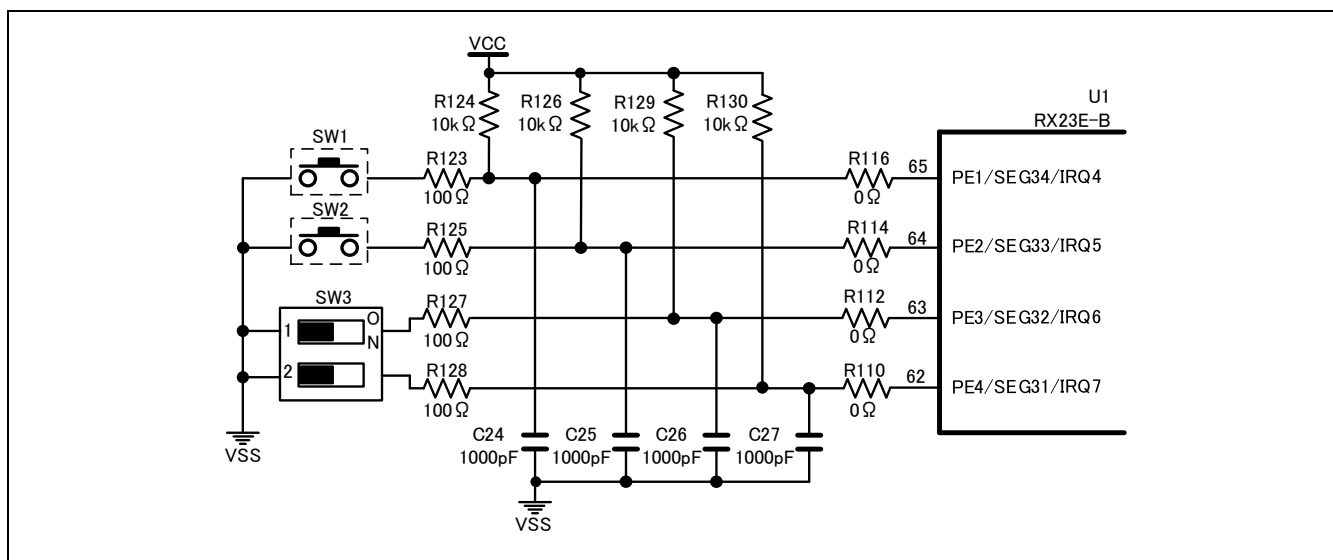 VCC
R124
10kΩ
R126
10kΩ
R129
10kΩ
R130
10kΩ
U1
RX23E-B
SW1
R123
100Ω
R116
0Ω
65
PE1/SEG34/IRQ4
SW2
R125
100Ω
R114
0Ω
64
PE2/SEG33/IRQ5
SW3
1
O
N
2
R127
100Ω
R112
0Ω
63
PE3/SEG32/IRQ6
R128
100Ω
R110
0Ω
62
PE4/SEG31/IRQ7
C24
1000pF
C25
1000pF
C26
1000pF
C27
1000pF
VSS
VSS